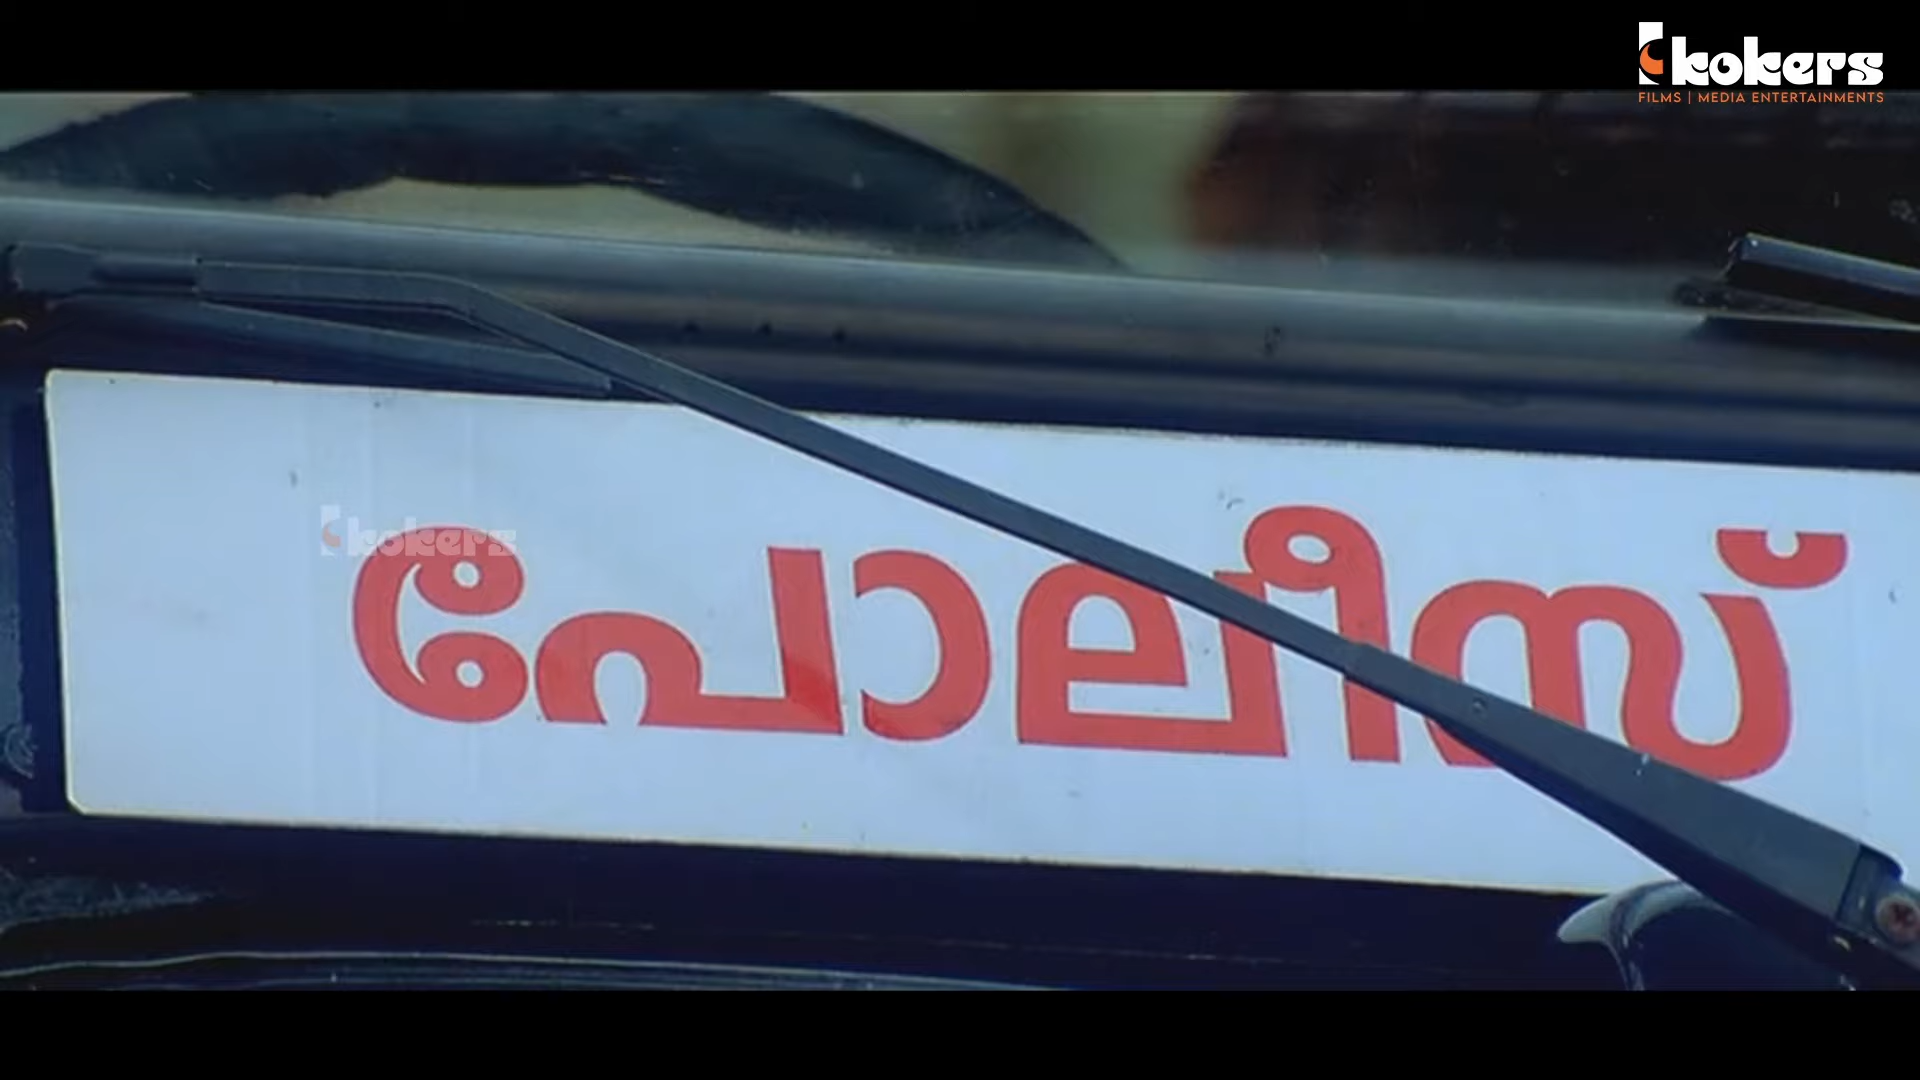 kokers
FILMS | MEDIA ENTERTAINMENTS
kokers
പോലീസ്